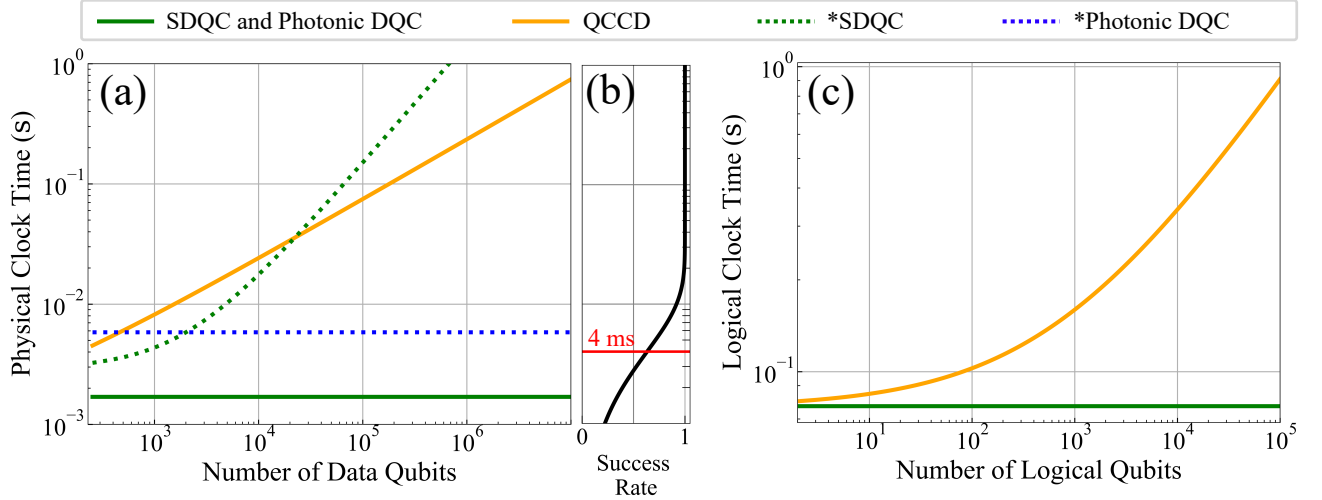 SDQC and Photonic DQC QCCD *SDQC *Photonic DQC
(a)
Physical Clock Time (s)
10^0
10^-1
10^-2
10^-3
10^3 10^4 10^5 10^6
Number of Data Qubits
(b)
4 ms
0 1
Success
Rate
(c)
Logical Clock Time (s)
10^0
10^-1
10^1 10^2 10^3 10^4 10^5
Number of Logical Qubits